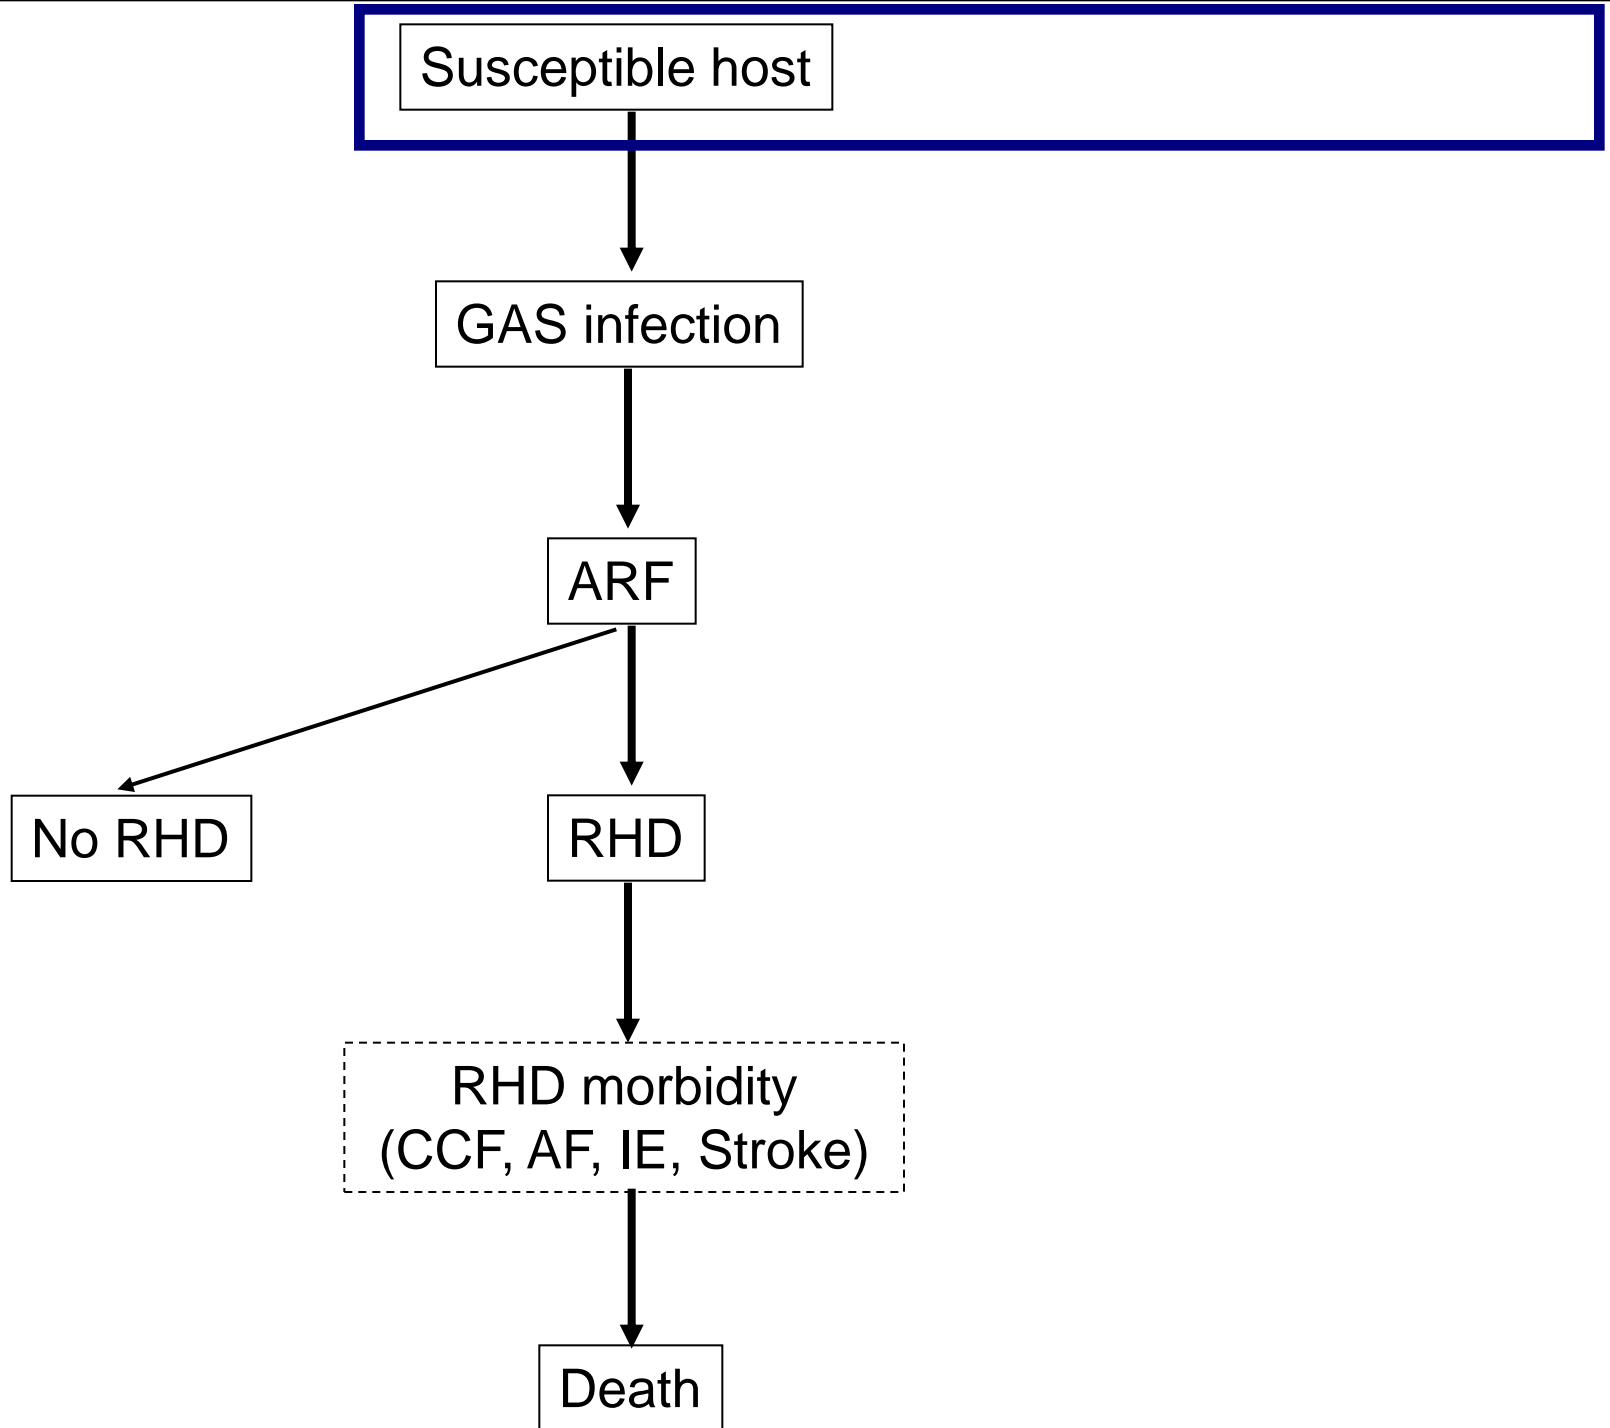 Susceptible host
GAS infection
ARF
No RHD
RHD
RHD morbidity
(CCF, AF, IE, Stroke)
Death